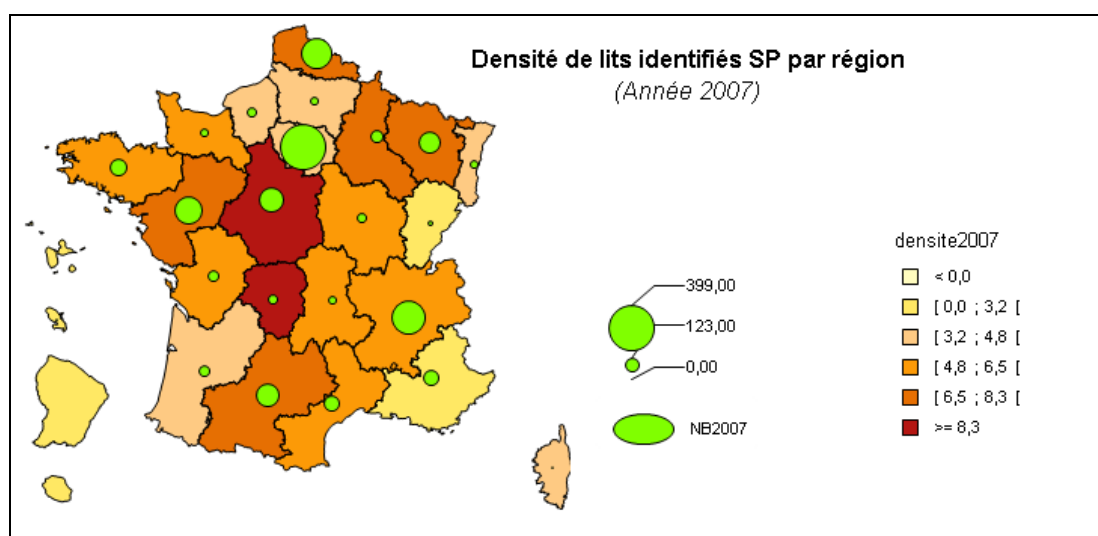 Densité de lits identifiés SP par région
(Année 2007)
densite2007
< 0,0
[ 0,0 ; 3,2 [
[ 3,2 ; 4,8 [
[ 4,8 ; 6,5 [
[ 6,5 ; 8,3 [
>= 8,3
399,00
123,00
0,00
NB2007